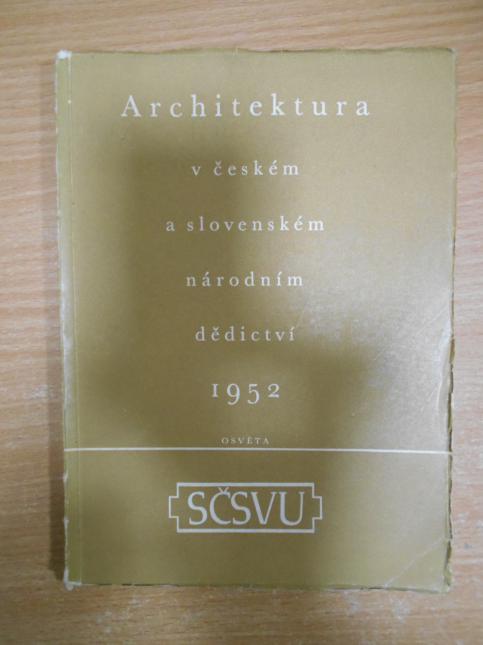 Architektura
v českém
a slovenském
národním
dědictví
1952
OSVĚTA
SČSVU